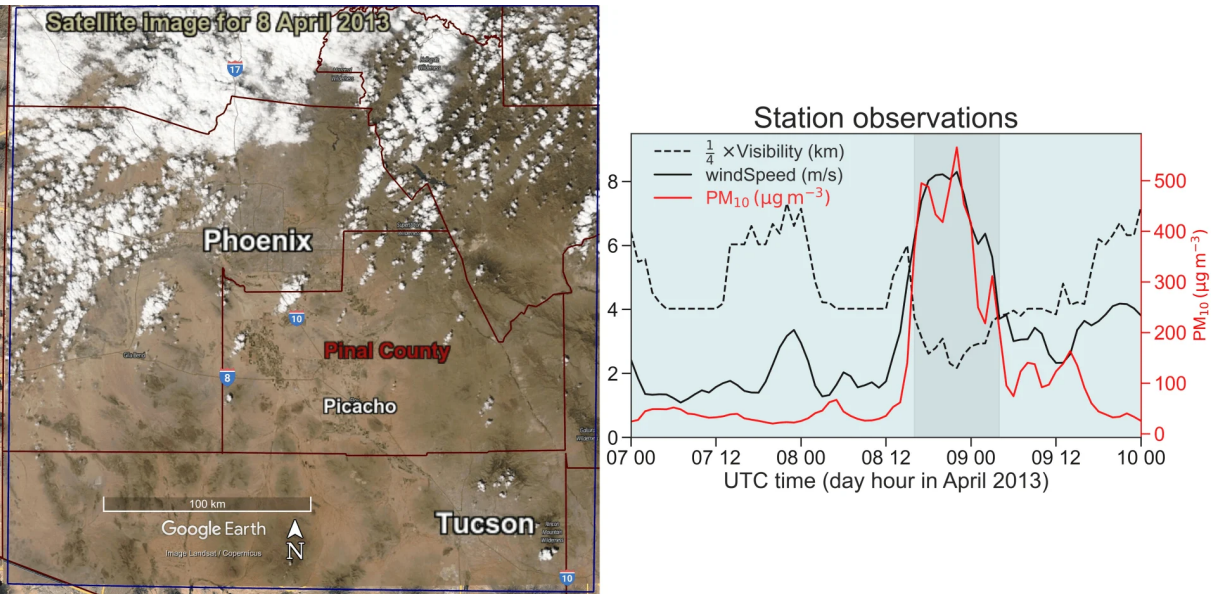 Satellite image for 8 April 2013
17
Phoenix
10
Pinal County
8
Picacho
100 km
Google Earth
Tucson
N
Image Landsat / Copernicus
10
Station observations
1/4 ×Visibility (km)
windSpeed (m/s)
PM10 (μg m−3)
8
6
4
2
0
500
400
300
200
100
0
PM10 (μg m−3)
07 00 07 12 08 00 08 12 09 00 09 12 10 00
UTC time (day hour in April 2013)